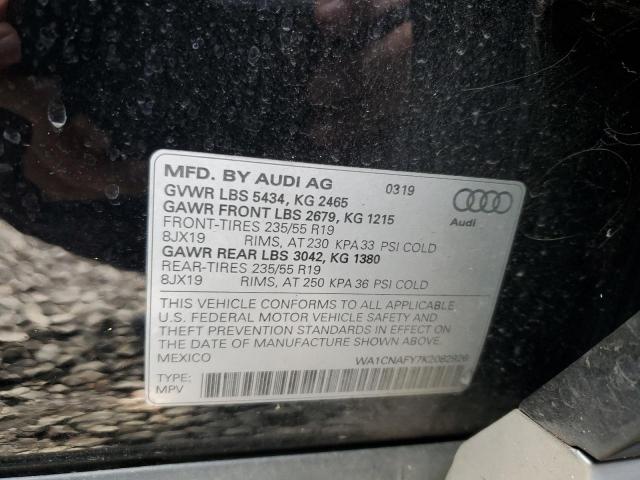 MFD. BY AUDI AG 0319
GVWR LBS 5434, KG 2465
GAWR FRONT LBS 2679, KG 1215
FRONT-TIRES 235/55 R19
8JX19 RIMS, AT 230 KPA 33 PSI COLD
GAWR REAR LBS 3042, KG 1380
REAR-TIRES 235/55 R19
8JX19 RIMS, AT 250 KPA 36 PSI COLD
Audi
THIS VEHICLE CONFORMS TO ALL APPLICABLE
U.S. FEDERAL MOTOR VEHICLE SAFETY AND
THEFT PREVENTION STANDARDS IN EFFECT ON
THE DATE OF MANUFACTURE SHOWN ABOVE.
MEXICO WA1CNAFY7K2082926
TYPE:
MPV